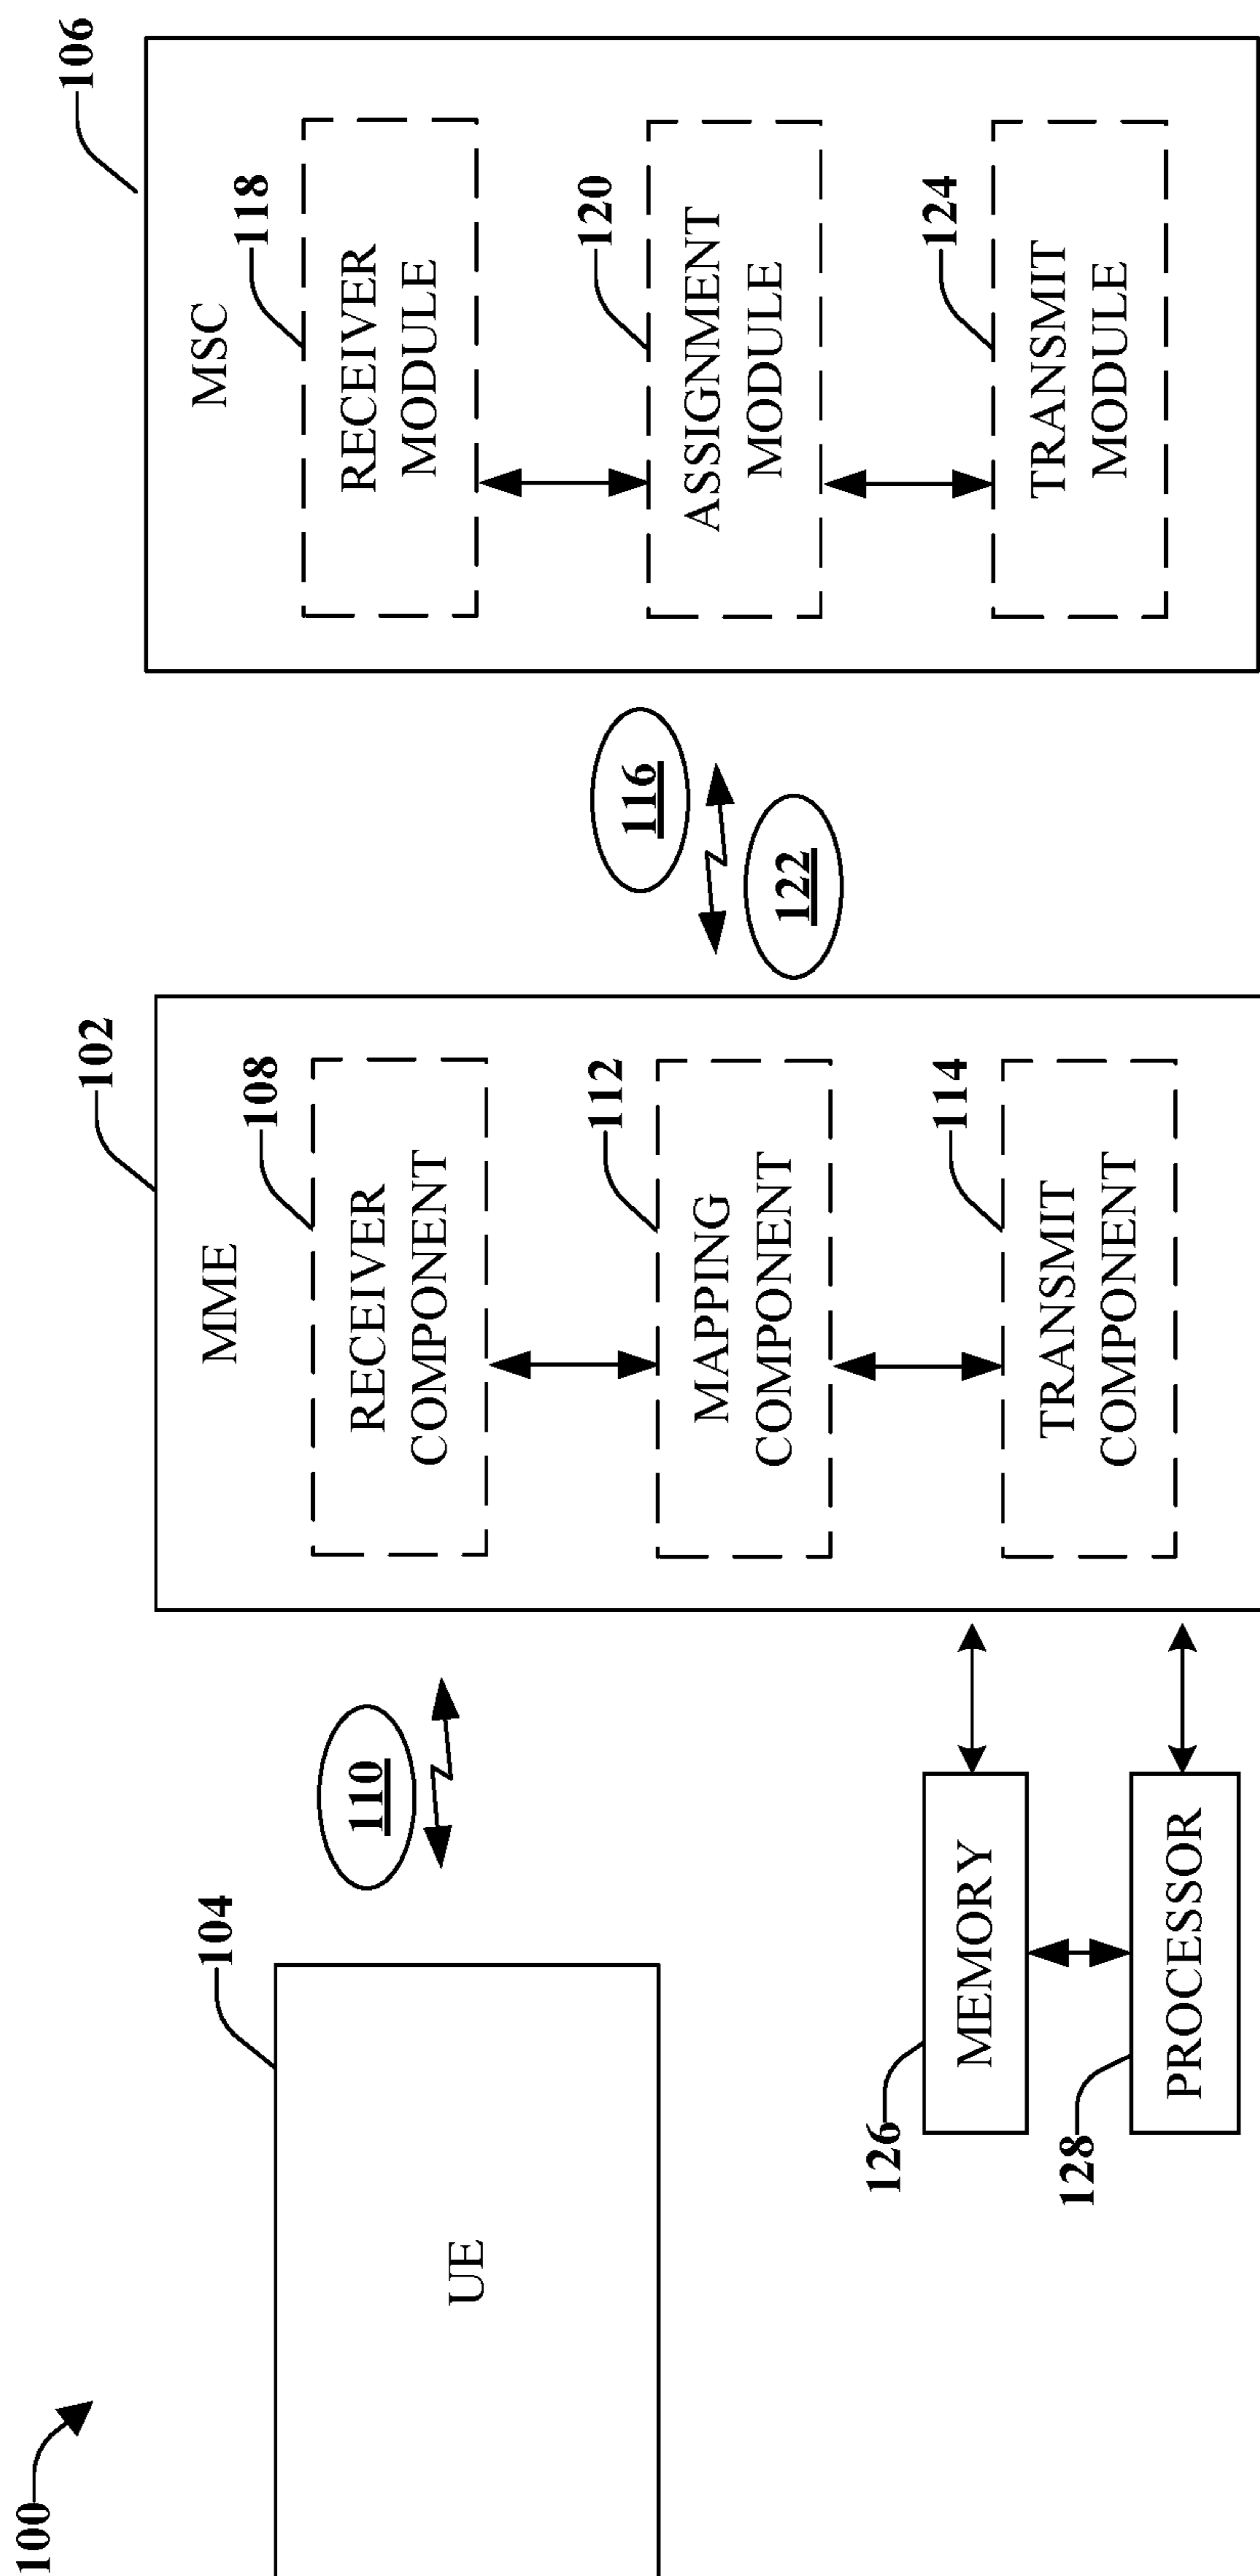 100
104
UE
110
126
MEMORY
128
PROCESSOR
102
MME
108
RECEIVER
COMPONENT
112
MAPPING
COMPONENT
114
TRANSMIT
COMPONENT
116
122
106
MSC
118
RECEIVER
MODULE
120
ASSIGNMENT
MODULE
124
TRANSMIT
MODULE